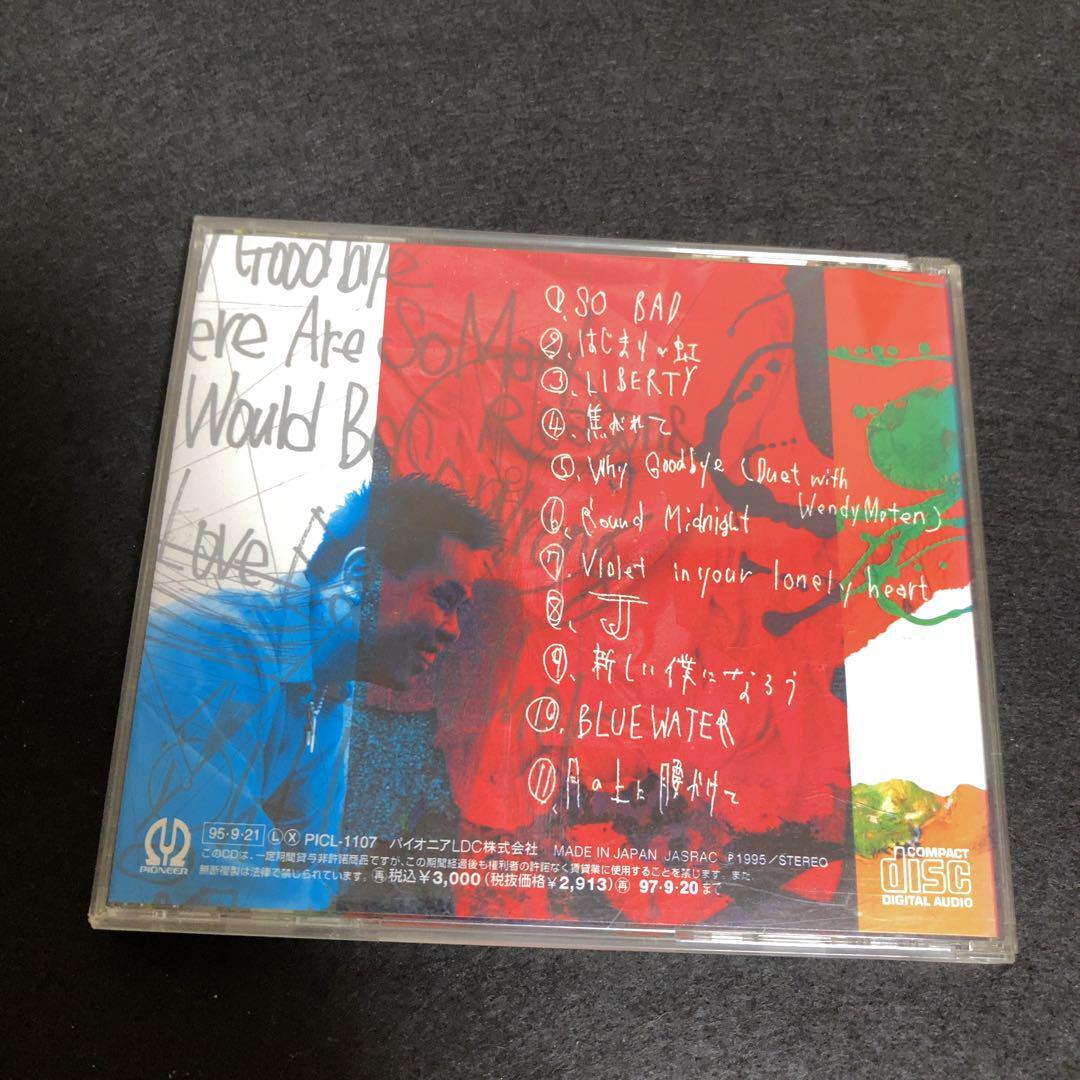 Goodbye
ere Are So Many
Would Be
Love
①. SO BAD
②. はじまりの虹
③. LIBERTY
④. 焦がれて
⑤. Why Goodbye (Duet with
Wendy Moten)
⑥. 'Round Midnight
⑦. Violet in your lonely heart
⑧. J
⑨. 新しい僕になろう
⑩. BLUE WATER
⑪. 月の上に腰かけて
PIONEER
95・9・21 Ⓛ Ⓧ PICL-1107 パイオニアLDC株式会社 MADE IN JAPAN JASRAC ℗1995/STEREO
このCDは、一定期間貸与非許諾商品ですが、この期間経過後も権利者の許諾なく賃貸業に使用することを禁じます。また、
無断複製は法律で禁じられています。 ㊢税込¥3,000(税抜価格¥2,913)㊢ 97・9・20まで
COMPACT
disc
DIGITAL AUDIO